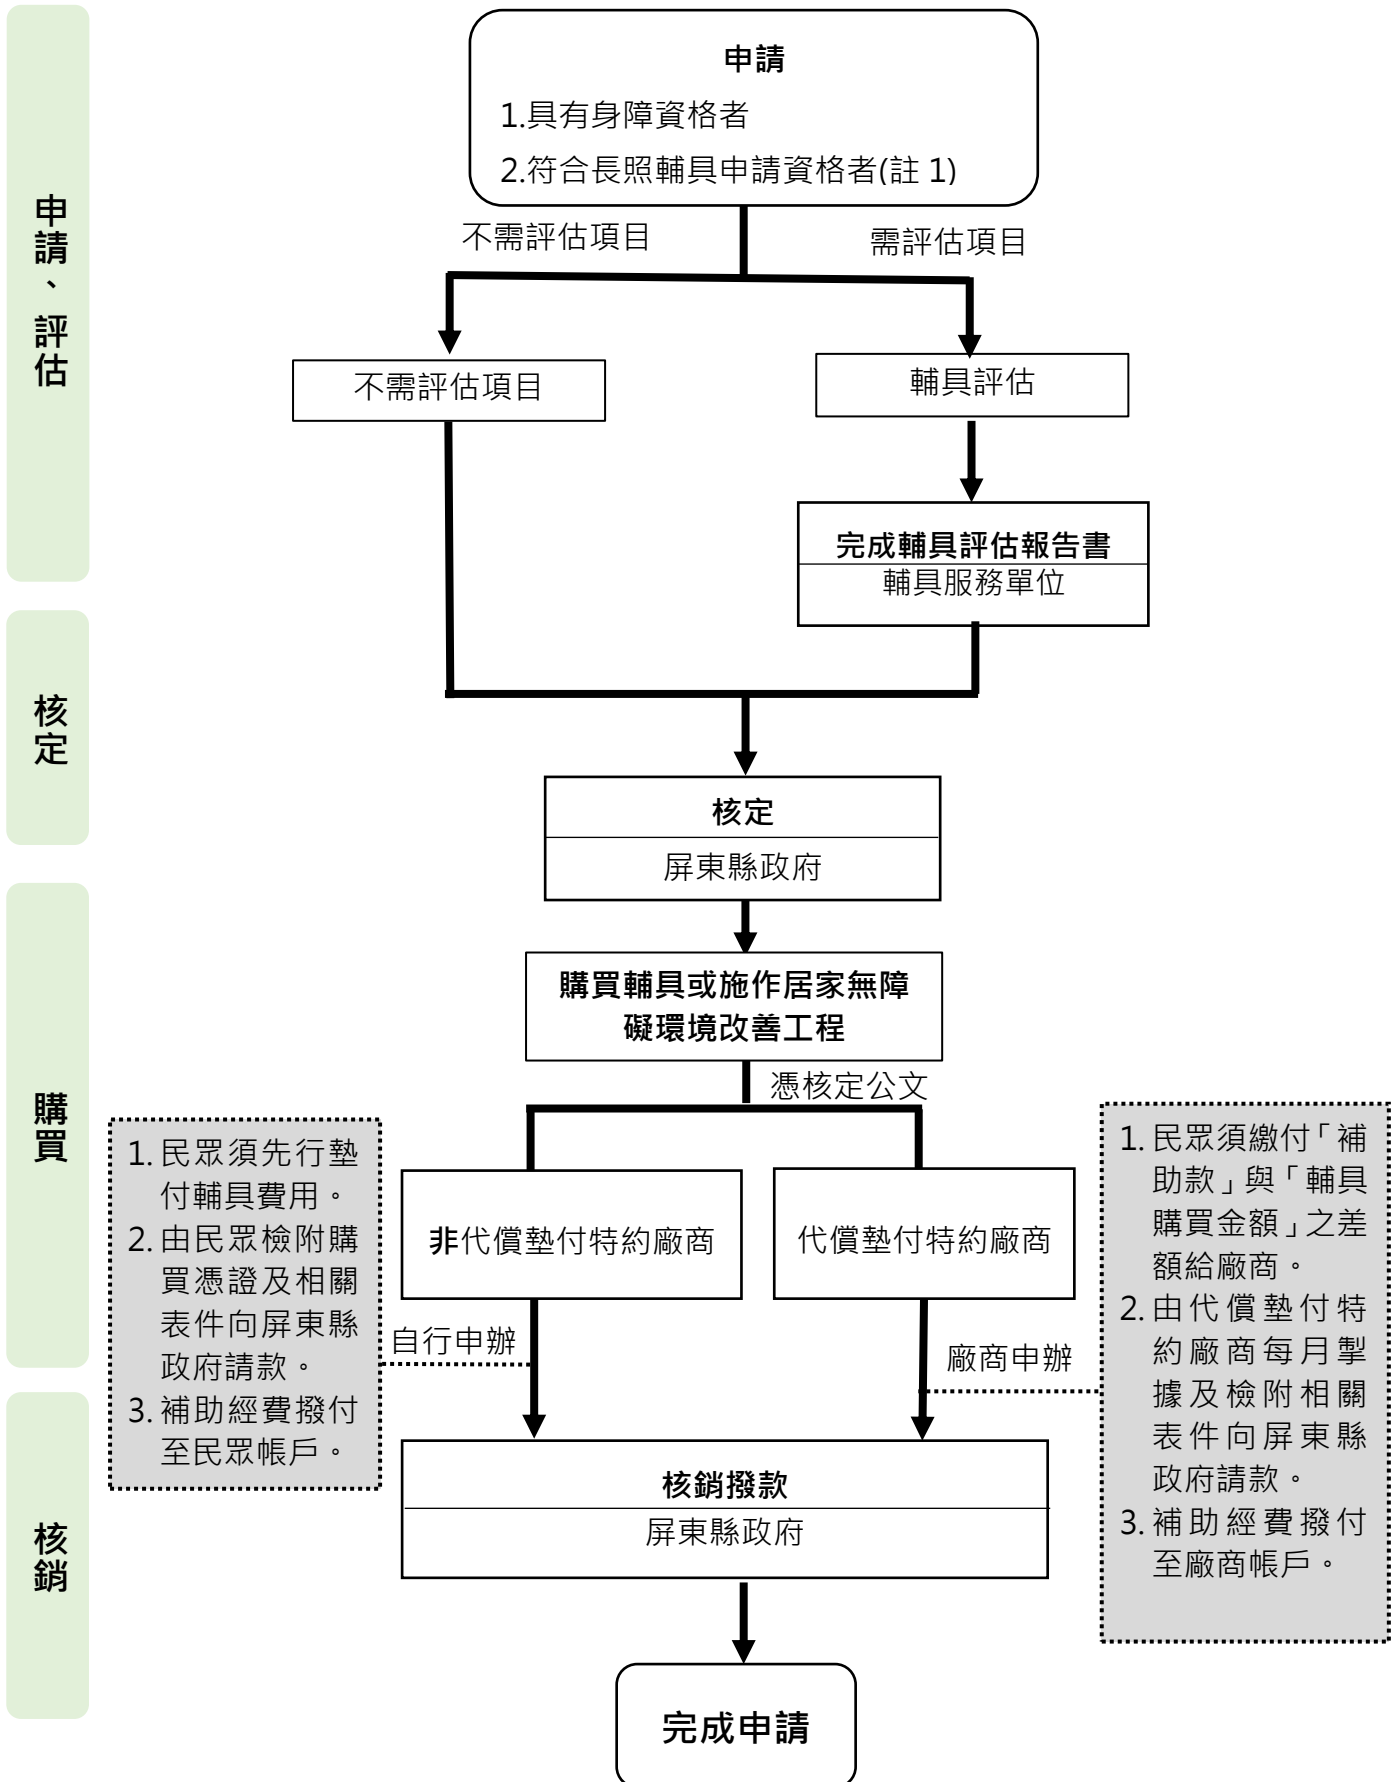 申請、評估
申請
1.具有身障資格者
2.符合長照輔具申請資格者(註 1)
不需評估項目
需評估項目
不需評估項目
輔具評估
完成輔具評估報告書
輔具服務單位
核定
核定
屏東縣政府
購買
購買輔具或施作居家無障
礙環境改善工程
憑核定公文
1. 民眾須先行墊
付輔具費用。
2. 由民眾檢附購
買憑證及相關
表件向屏東縣
政府請款。
3. 補助經費撥付
至民眾帳戶。
非代償墊付特約廠商
代償墊付特約廠商
1. 民眾須繳付「補
助款」與「輔具
購買金額」之差
額給廠商。
2. 由代償墊付特
約廠商每月掣
據及檢附相關
表件向屏東縣
政府請款。
3. 補助經費撥付
至廠商帳戶。
自行申辦
廠商申辦
核銷
核銷撥款
屏東縣政府
完成申請